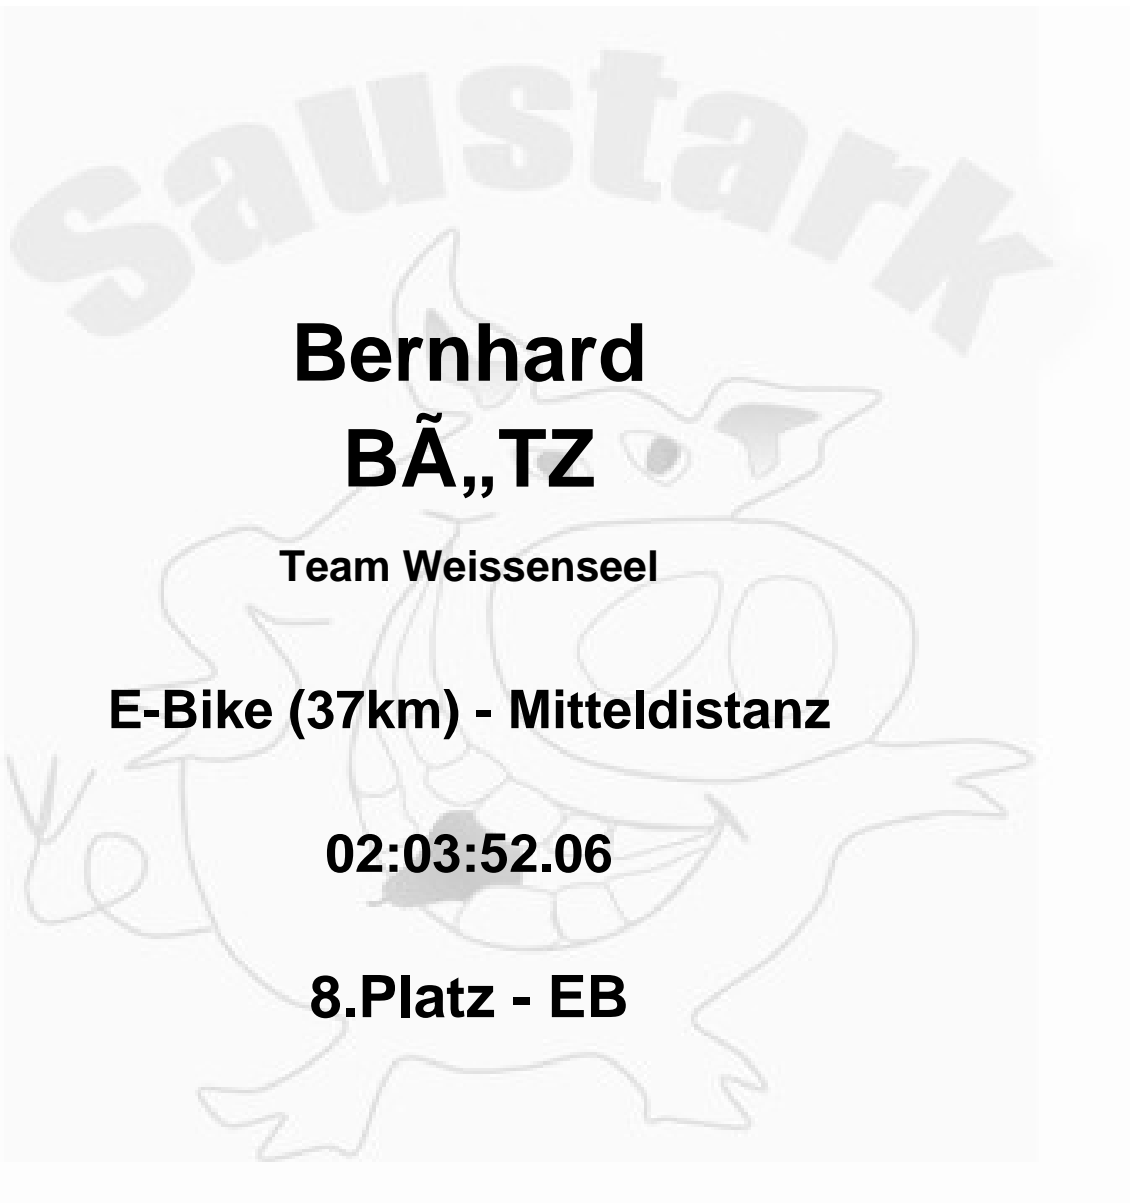 Saustark
Bernhard
BÃ„TZ
Team Weissenseel
E-Bike (37km) - Mitteldistanz
02:03:52.06
8.Platz - EB